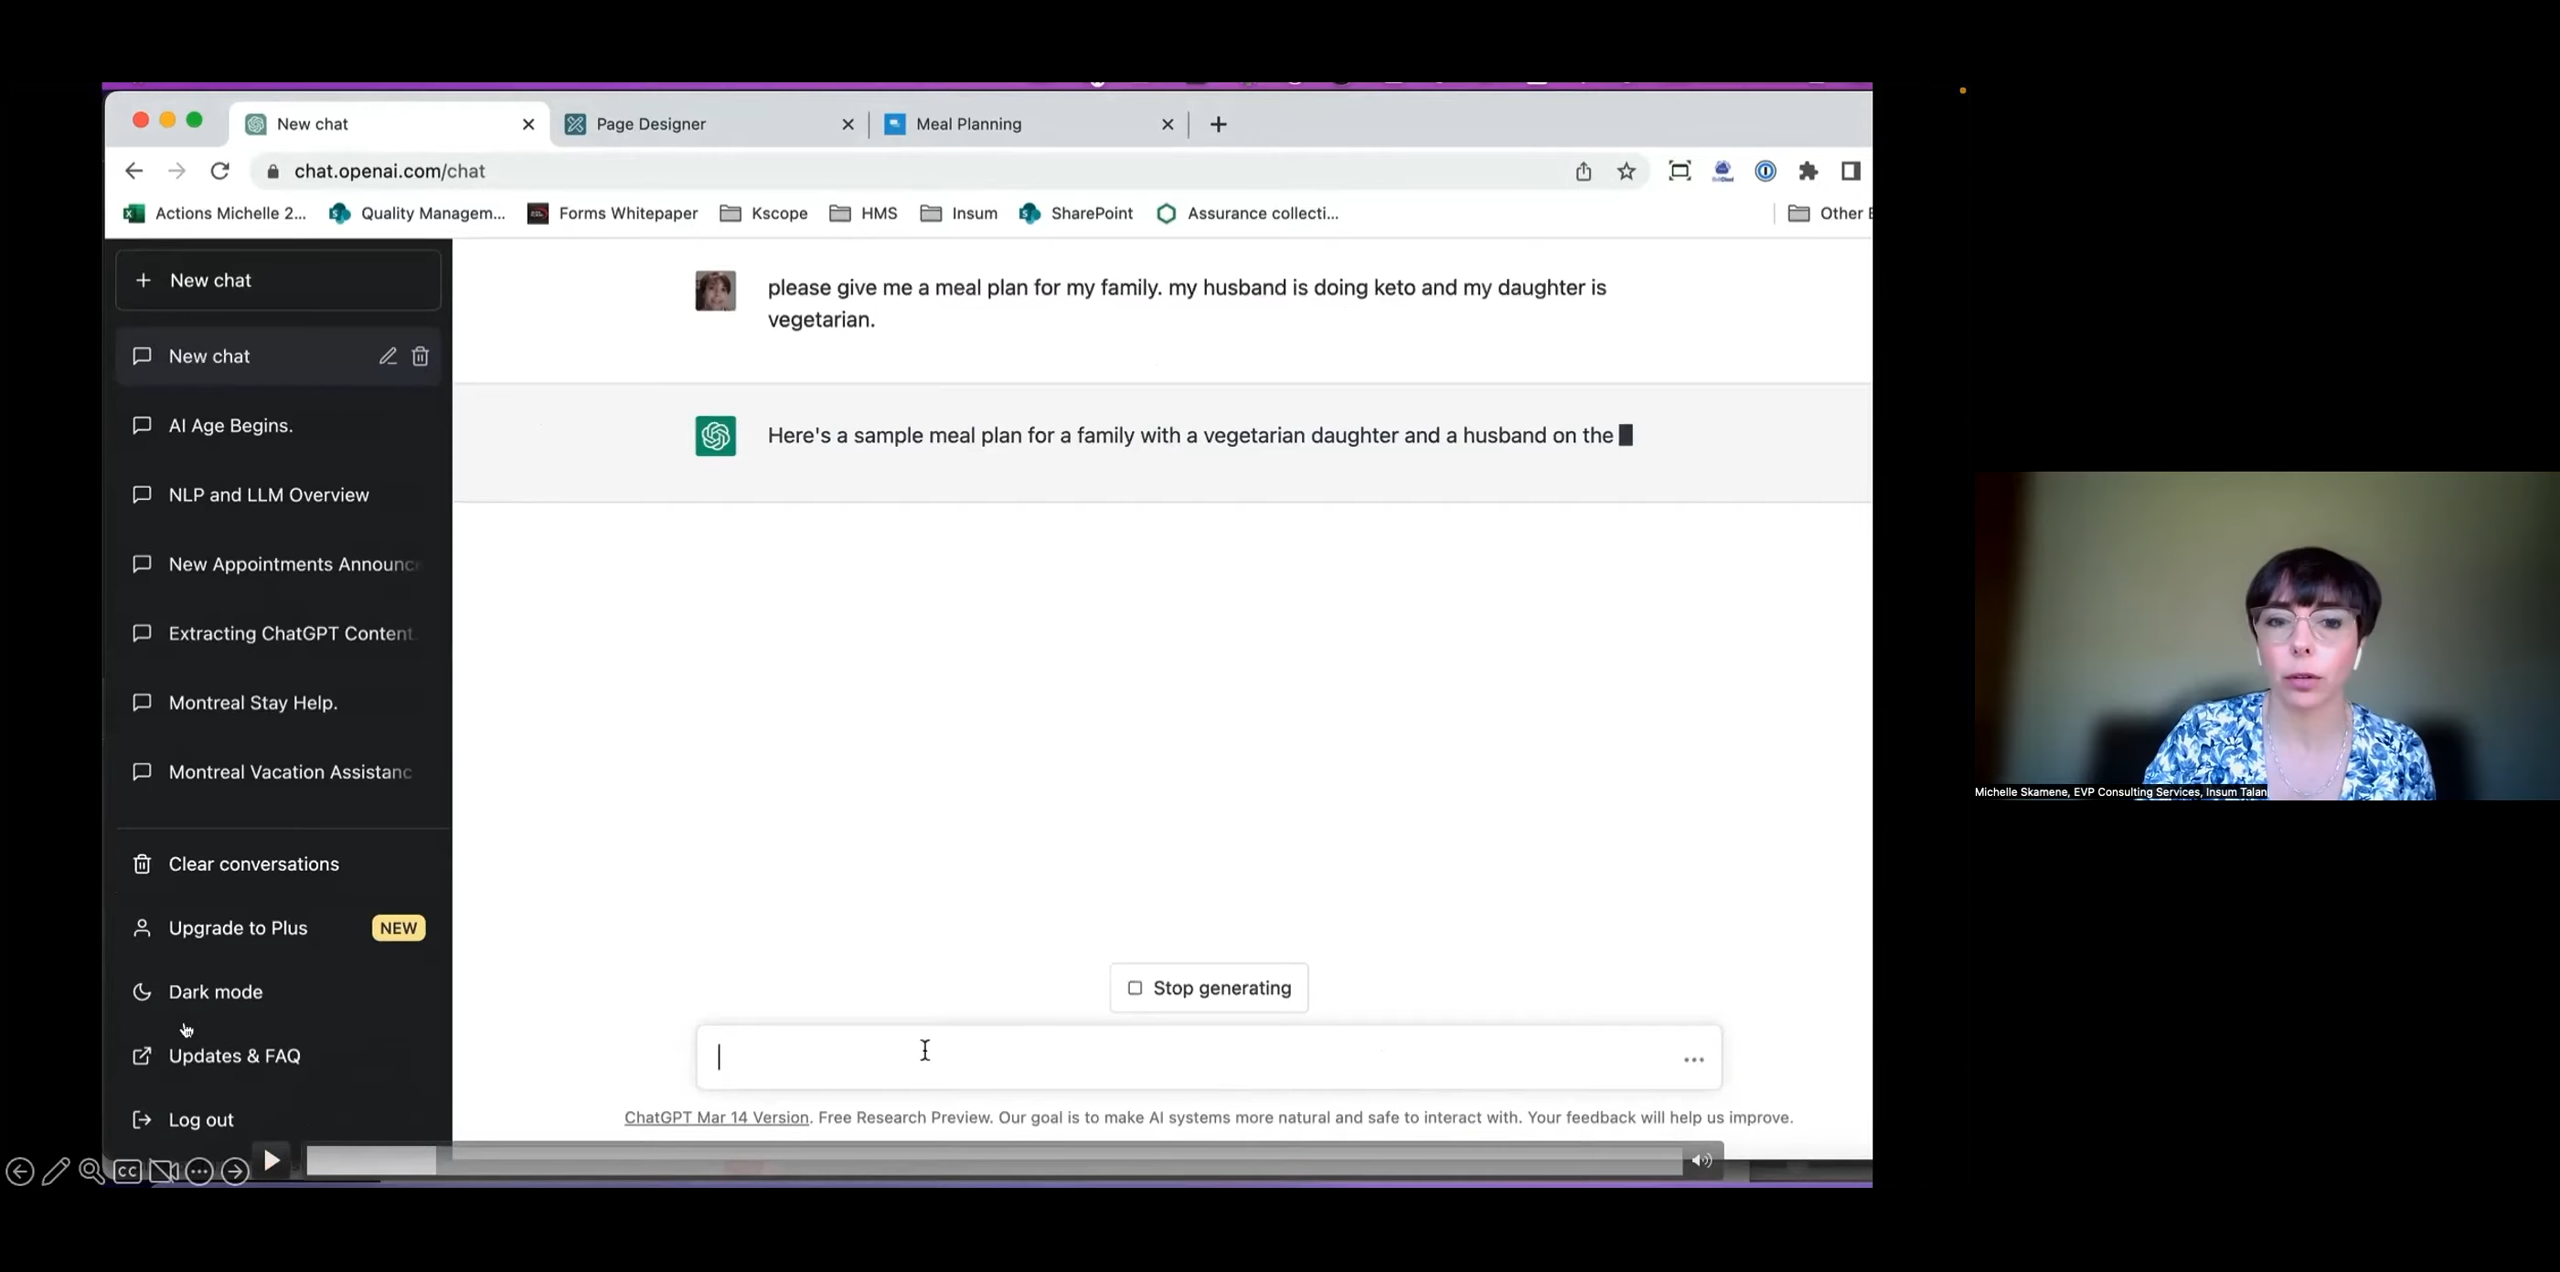 New chat
Page Designer
Meal Planning
chat.openai.com/chat
Actions Michelle 2...
Quality Managem...
Forms Whitepaper
Kscope
HMS
Insum
SharePoint
Assurance collecti...
Other
New chat
New chat
AI Age Begins.
NLP and LLM Overview
New Appointments Announc
Extracting ChatGPT Content.
Montreal Stay Help.
Montreal Vacation Assistanc
Clear conversations
Upgrade to Plus
NEW
Dark mode
Updates & FAQ
Log out
please give me a meal plan for my family. my husband is doing keto and my daughter is
vegetarian.
Here's a sample meal plan for a family with a vegetarian daughter and a husband on the
Stop generating
ChatGPT Mar 14 Version. Free Research Preview. Our goal is to make AI systems more natural and safe to interact with. Your feedback will help us improve.
CC
Michelle Skamene, EVP Consulting Services, Insum Talan